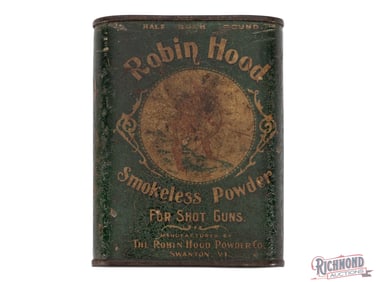 HALF BULK POUND
Robin Hood
Smokeless Powder
FOR SHOT GUNS.
MANUFACTURED BY
THE ROBIN HOOD POWDER CO.
SWANTON, VT.
RICHMOND
AUCTIONS